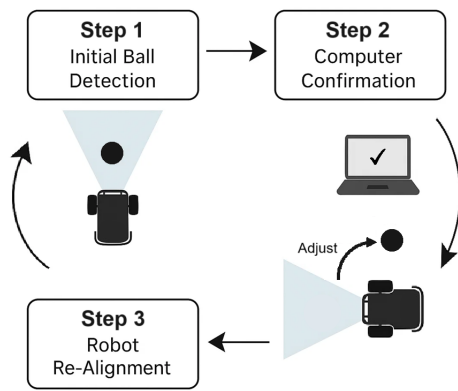 Step 1
Initial Ball
Detection
Step 2
Computer
Confirmation
Adjust
Step 3
Robot
Re-Alignment